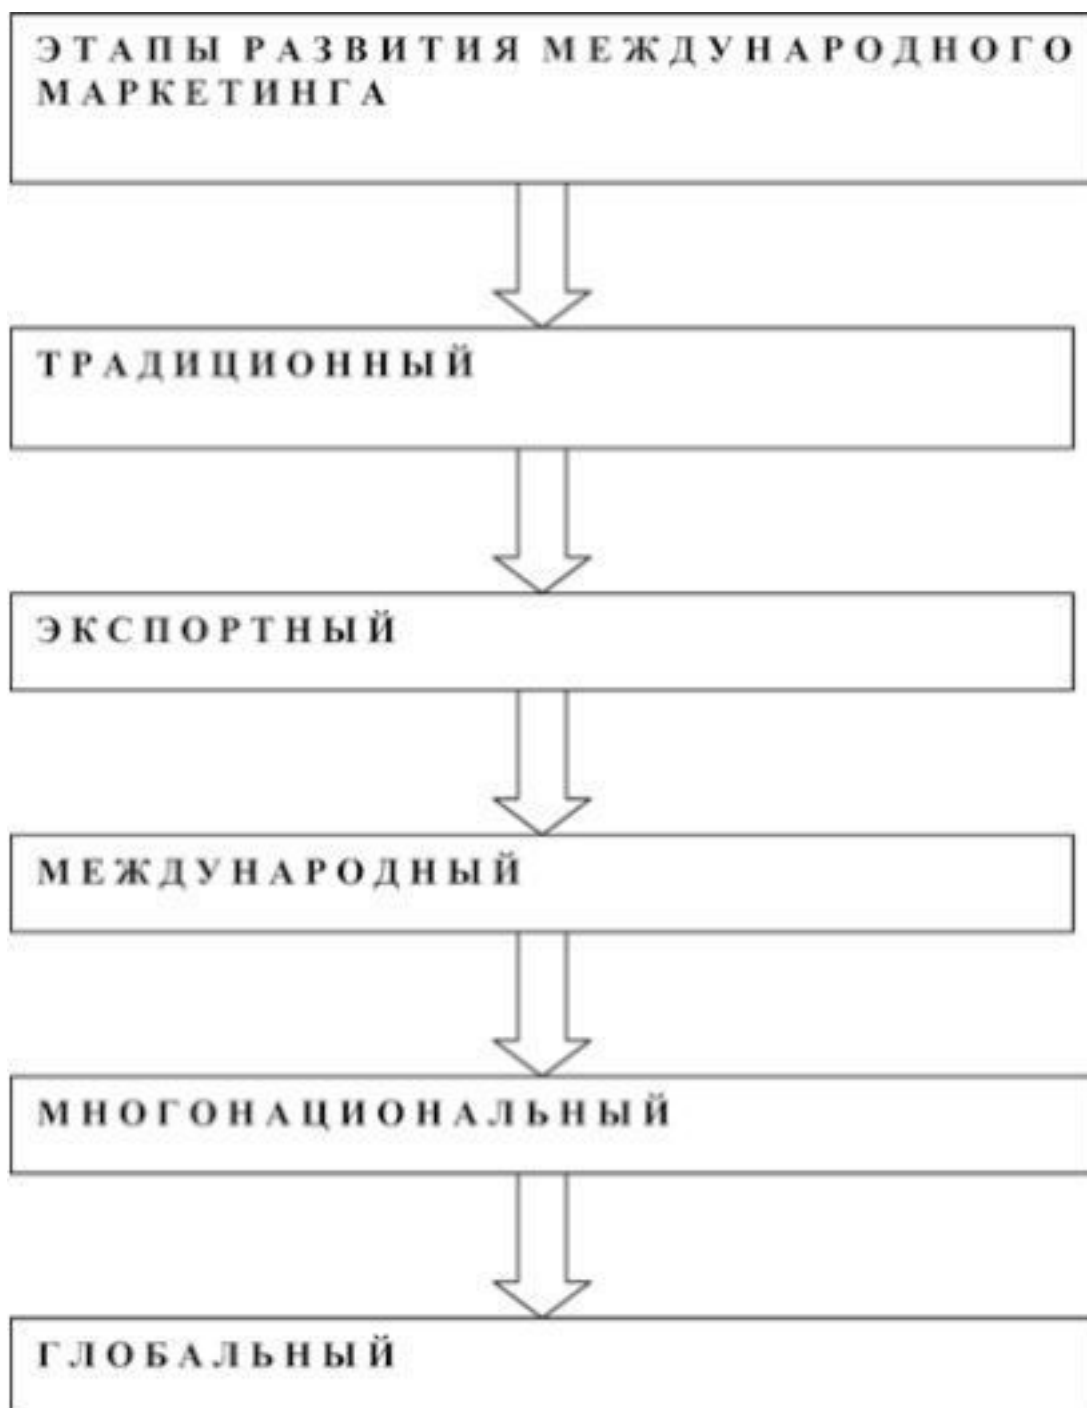 ЭТАПЫ РАЗВИТИЯ МЕЖДУНАРОДНОГО
МАРКЕТИНГА
ТРАДИЦИОННЫЙ
ЭКСПОРТНЫЙ
МЕЖДУНАРОДНЫЙ
МНОГОНАЦИОНАЛЬНЫЙ
ГЛОБАЛЬНЫЙ